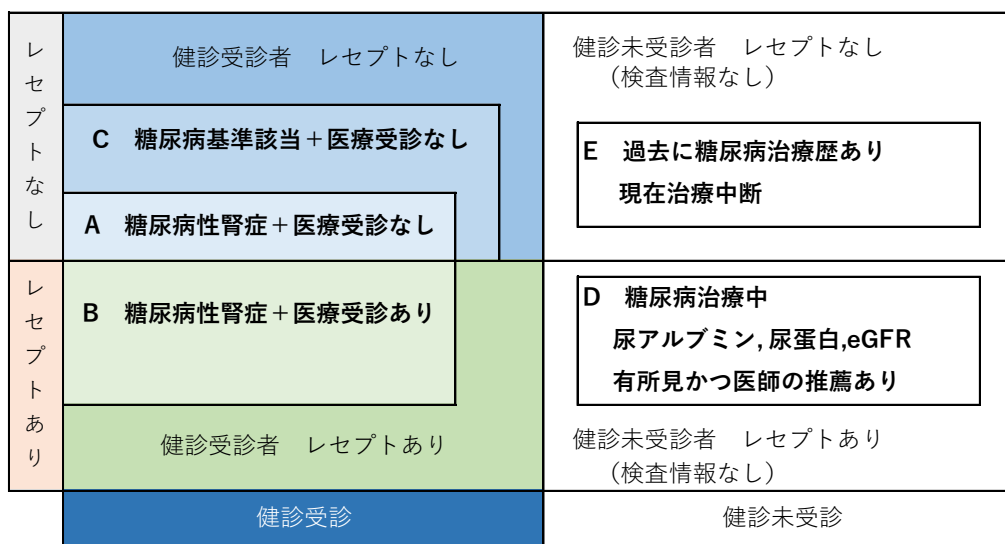 レセプトなし
健診受診者　レセプトなし
C　糖尿病基準該当＋医療受診なし
A　糖尿病性腎症＋医療受診なし
健診未受診者　レセプトなし
（検査情報なし）
E　過去に糖尿病治療歴あり
現在治療中断
レセプトあり
B　糖尿病性腎症＋医療受診あり
健診受診者　レセプトあり
D　糖尿病治療中
尿アルブミン, 尿蛋白,eGFR
有所見かつ医師の推薦あり
健診未受診者　レセプトあり
（検査情報なし）
健診受診
健診未受診